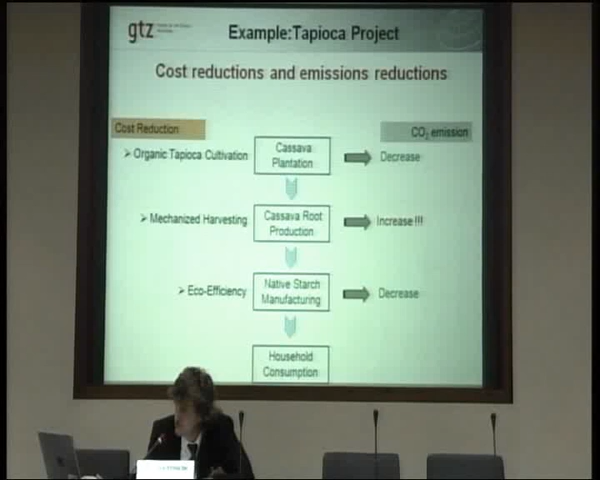 gtz
Example:Tapioca Project
Cost reductions and emissions reductions
Cost Reduction
CO2 emission
➢ Organic Tapioca Cultivation
Cassava
Plantation
Decrease
➢ Mechanized Harvesting
Cassava Root
Production
Increase !!!
➢ Eco-Efficiency
Native Starch
Manufacturing
Decrease
Household
Consumption